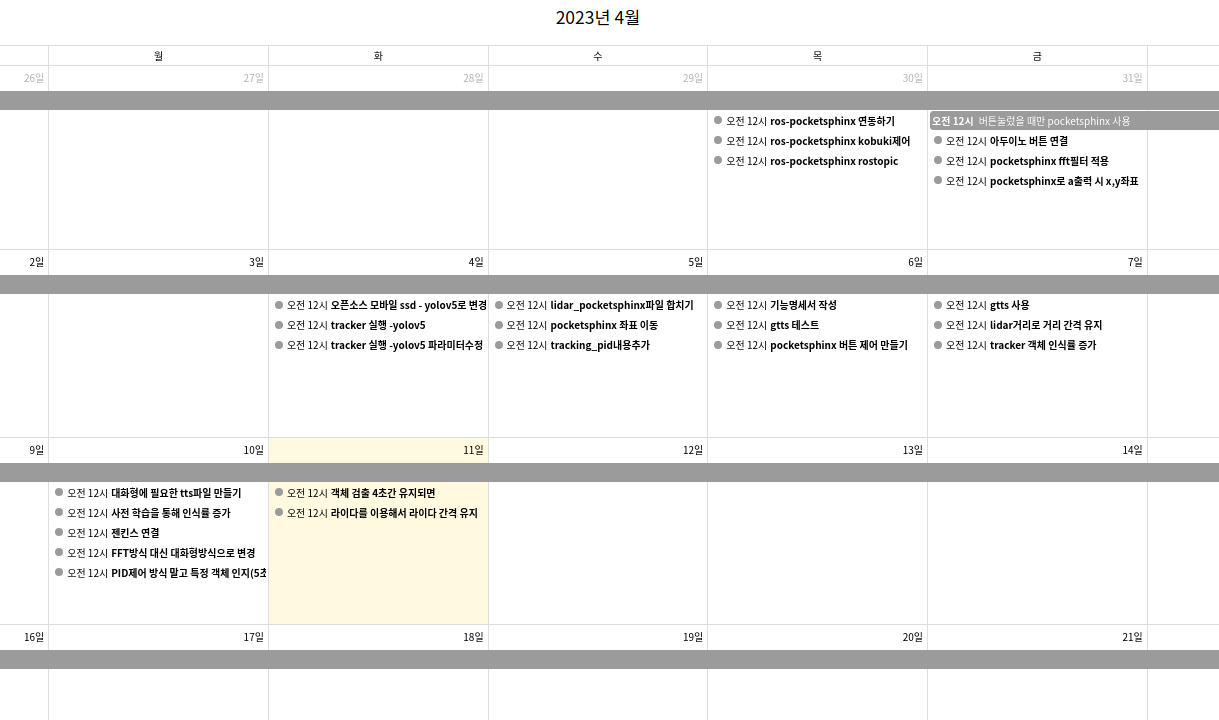 2023년 4월
월 화 수 목 금
26일 27일 28일 29일 30일 31일
오전 12시 ros-pocketsphinx 연동하기
오전 12시 ros-pocketsphinx kobuki제어
오전 12시 ros-pocketsphinx rostopic
오전 12시 버튼눌렀을 때만 pocketsphinx 사용
오전 12시 아두이노 버튼 연결
오전 12시 pocketsphinx fft필터 적용
오전 12시 pocketsphinx로 a출력 시 x,y좌표
2일 3일 4일 5일 6일 7일
오전 12시 오픈소스 모바일 ssd - yolov5로 변경
오전 12시 tracker 실행 -yolov5
오전 12시 tracker 실행 -yolov5 파라미터수정
오전 12시 lidar_pocketsphinx파일 합치기
오전 12시 pocketsphinx 좌표 이동
오전 12시 tracking_pid내용추가
오전 12시 기능명세서 작성
오전 12시 gtts 테스트
오전 12시 pocketsphinx 버튼 제어 만들기
오전 12시 gtts 사용
오전 12시 lidar거리로 거리 간격 유지
오전 12시 tracker 객체 인식률 증가
9일 10일 11일 12일 13일 14일
오전 12시 대화형에 필요한 tts파일 만들기
오전 12시 사전 학습을 통해 인식률 증가
오전 12시 젠킨스 연결
오전 12시 FFT방식 대신 대화형방식으로 변경
오전 12시 PID제어 방식 말고 특정 객체 인지(5초
오전 12시 객체 검출 4초간 유지되면
오전 12시 라이다를 이용해서 라이다 간격 유지
16일 17일 18일 19일 20일 21일